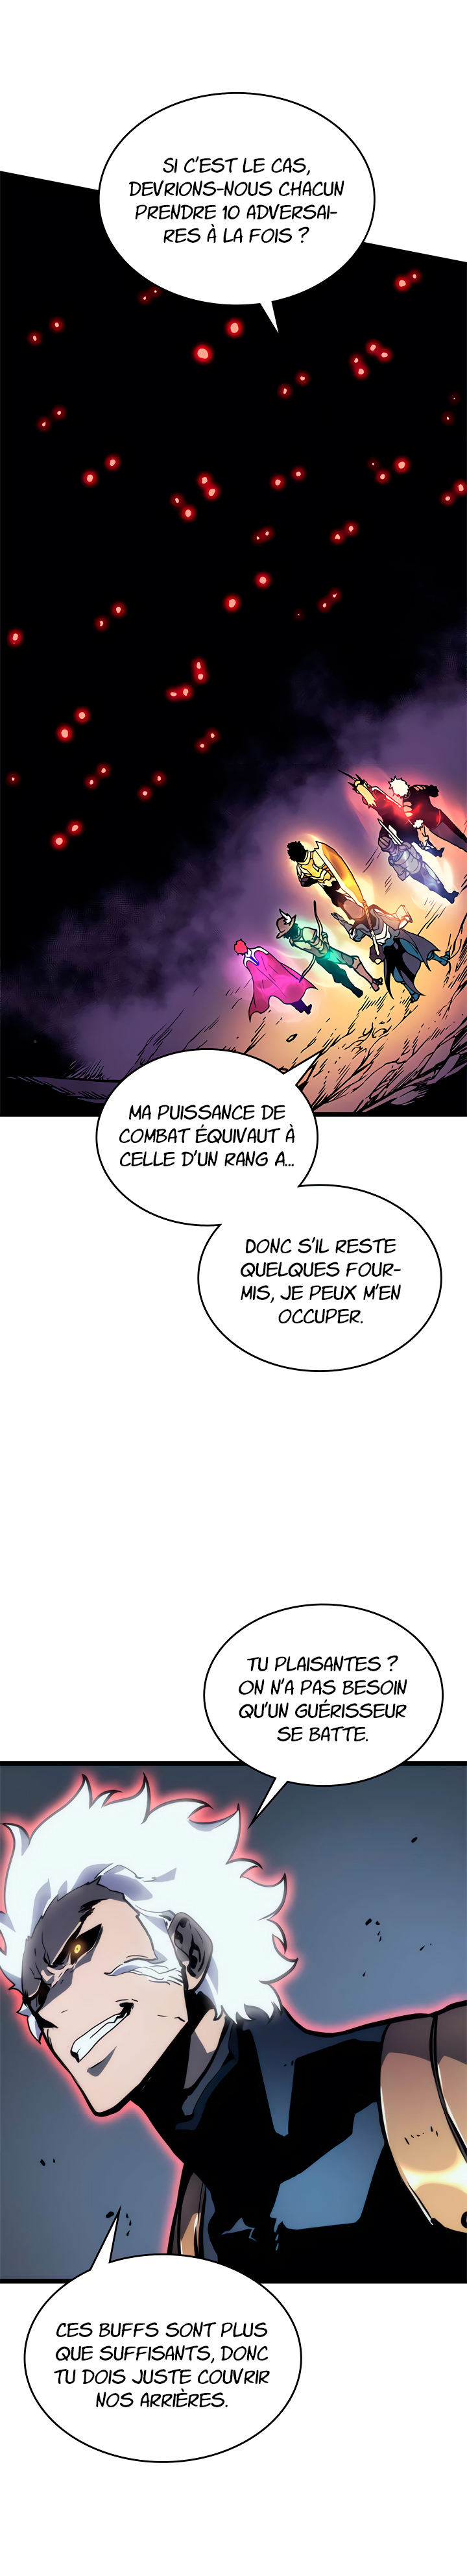 SI C'EST LE CAS,
DEVRIONS-NOUS CHACUN
PRENDRE 10 ADVERSAI-
RES À LA FOIS ?
MA PUISSANCE DE
COMBAT ÉQUIVAUT À
CELLE D'UN RANG A...
DONC S'IL RESTE
QUELQUES FOUR-
MIS, JE PEUX M'EN
OCCUPER.
TU PLAISANTES ?
ON N'A PAS BESOIN
QU'UN GUÉRISSEUR
SE BATTE.
CES BUFFS SONT PLUS
QUE SUFFISANTS, DONC
TU DOIS JUSTE COUVRIR
NOS ARRIÈRES.